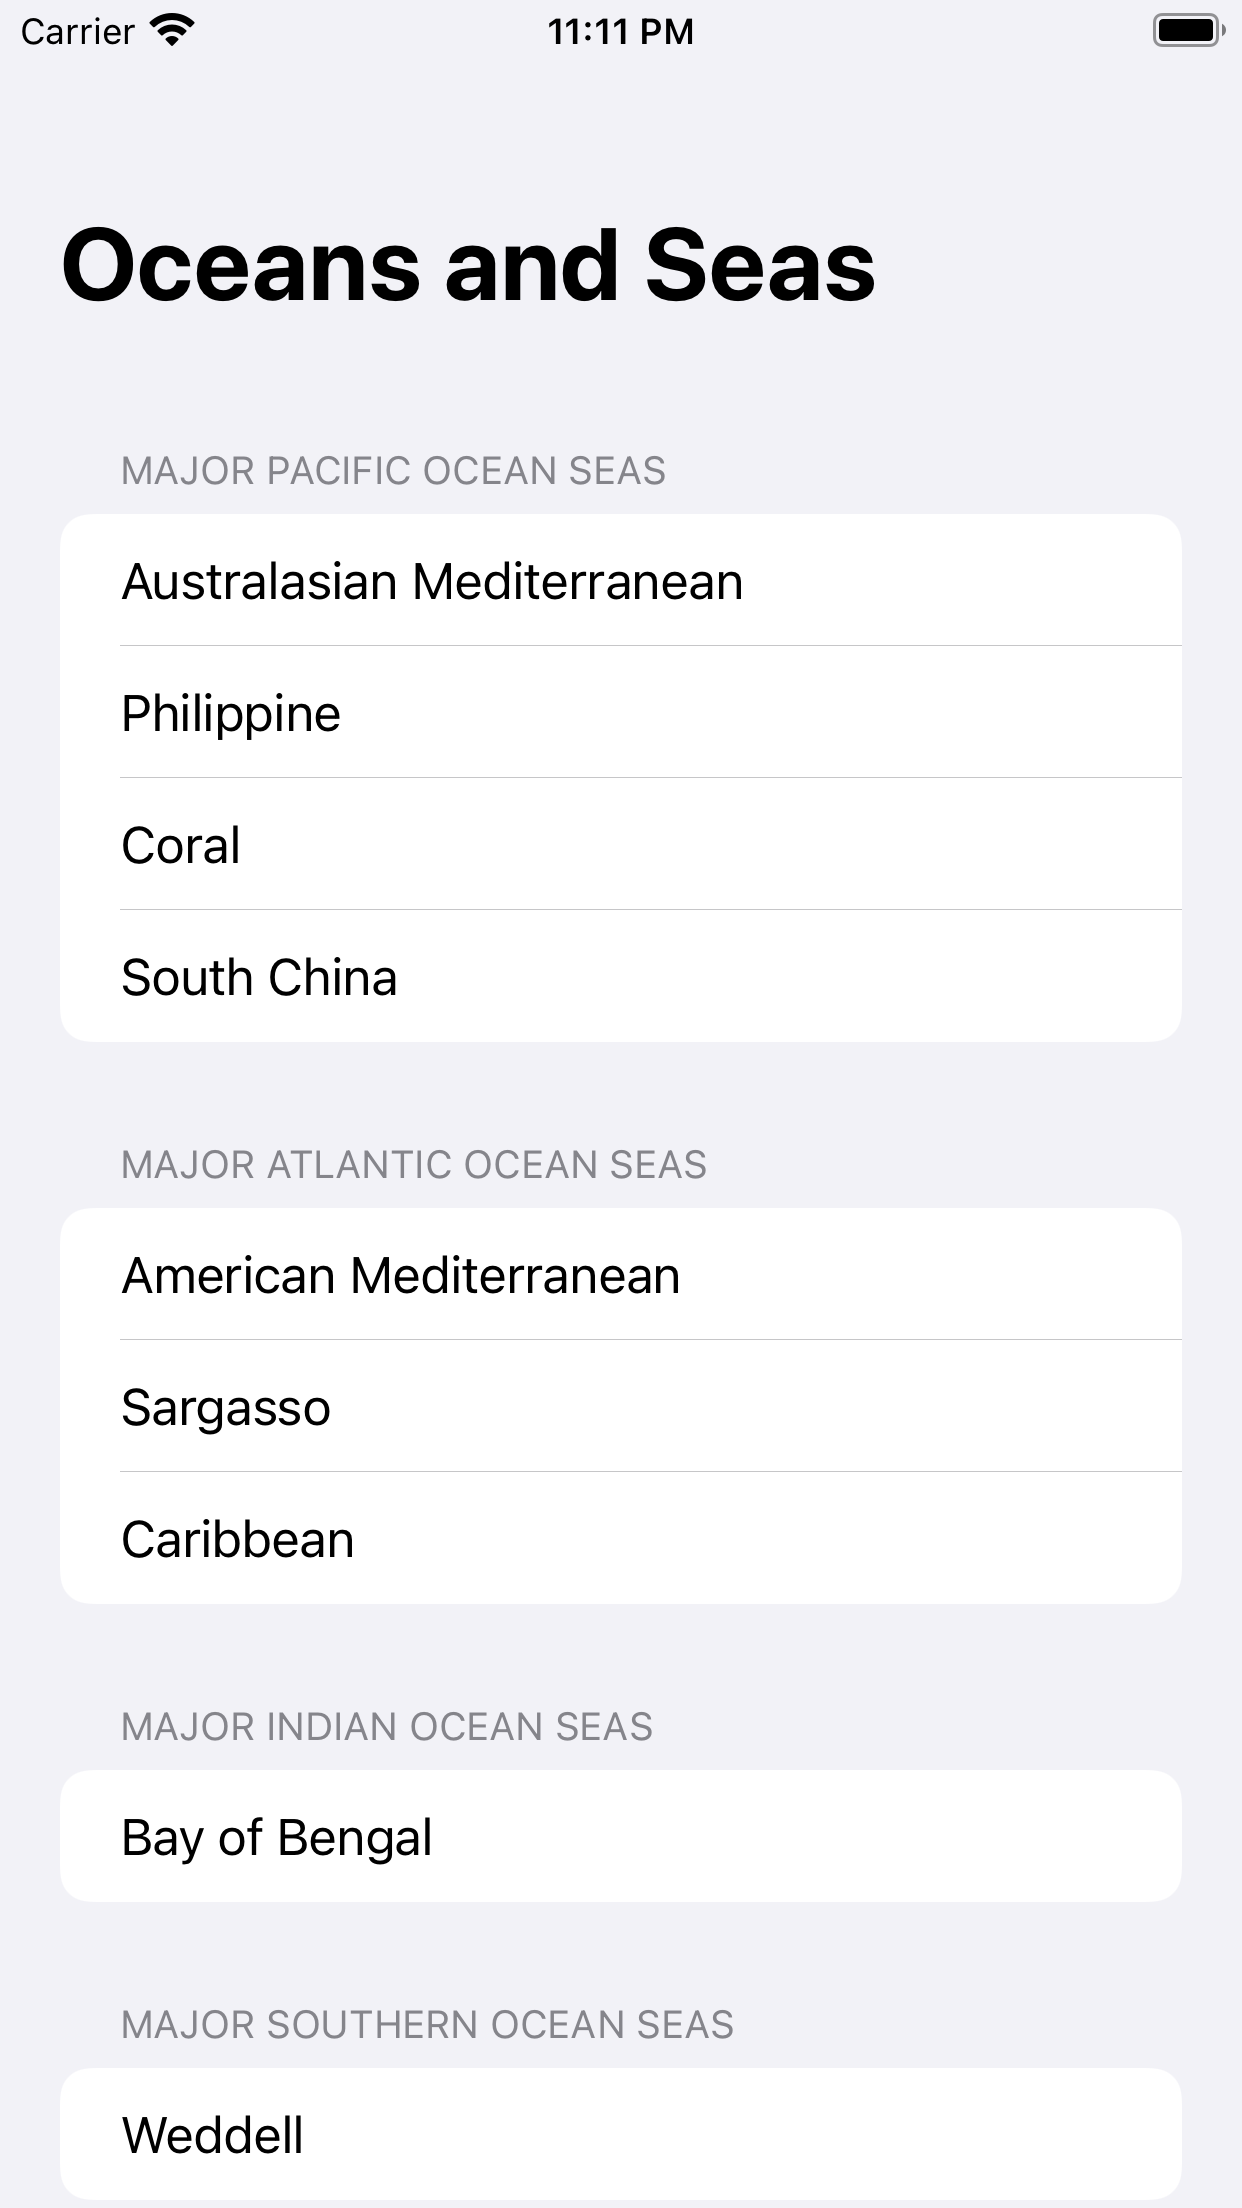 Carrier 11:11 PM
Oceans and Seas
MAJOR PACIFIC OCEAN SEAS
Australasian Mediterranean
Philippine
Coral
South China
MAJOR ATLANTIC OCEAN SEAS
American Mediterranean
Sargasso
Caribbean
MAJOR INDIAN OCEAN SEAS
Bay of Bengal
MAJOR SOUTHERN OCEAN SEAS
Weddell